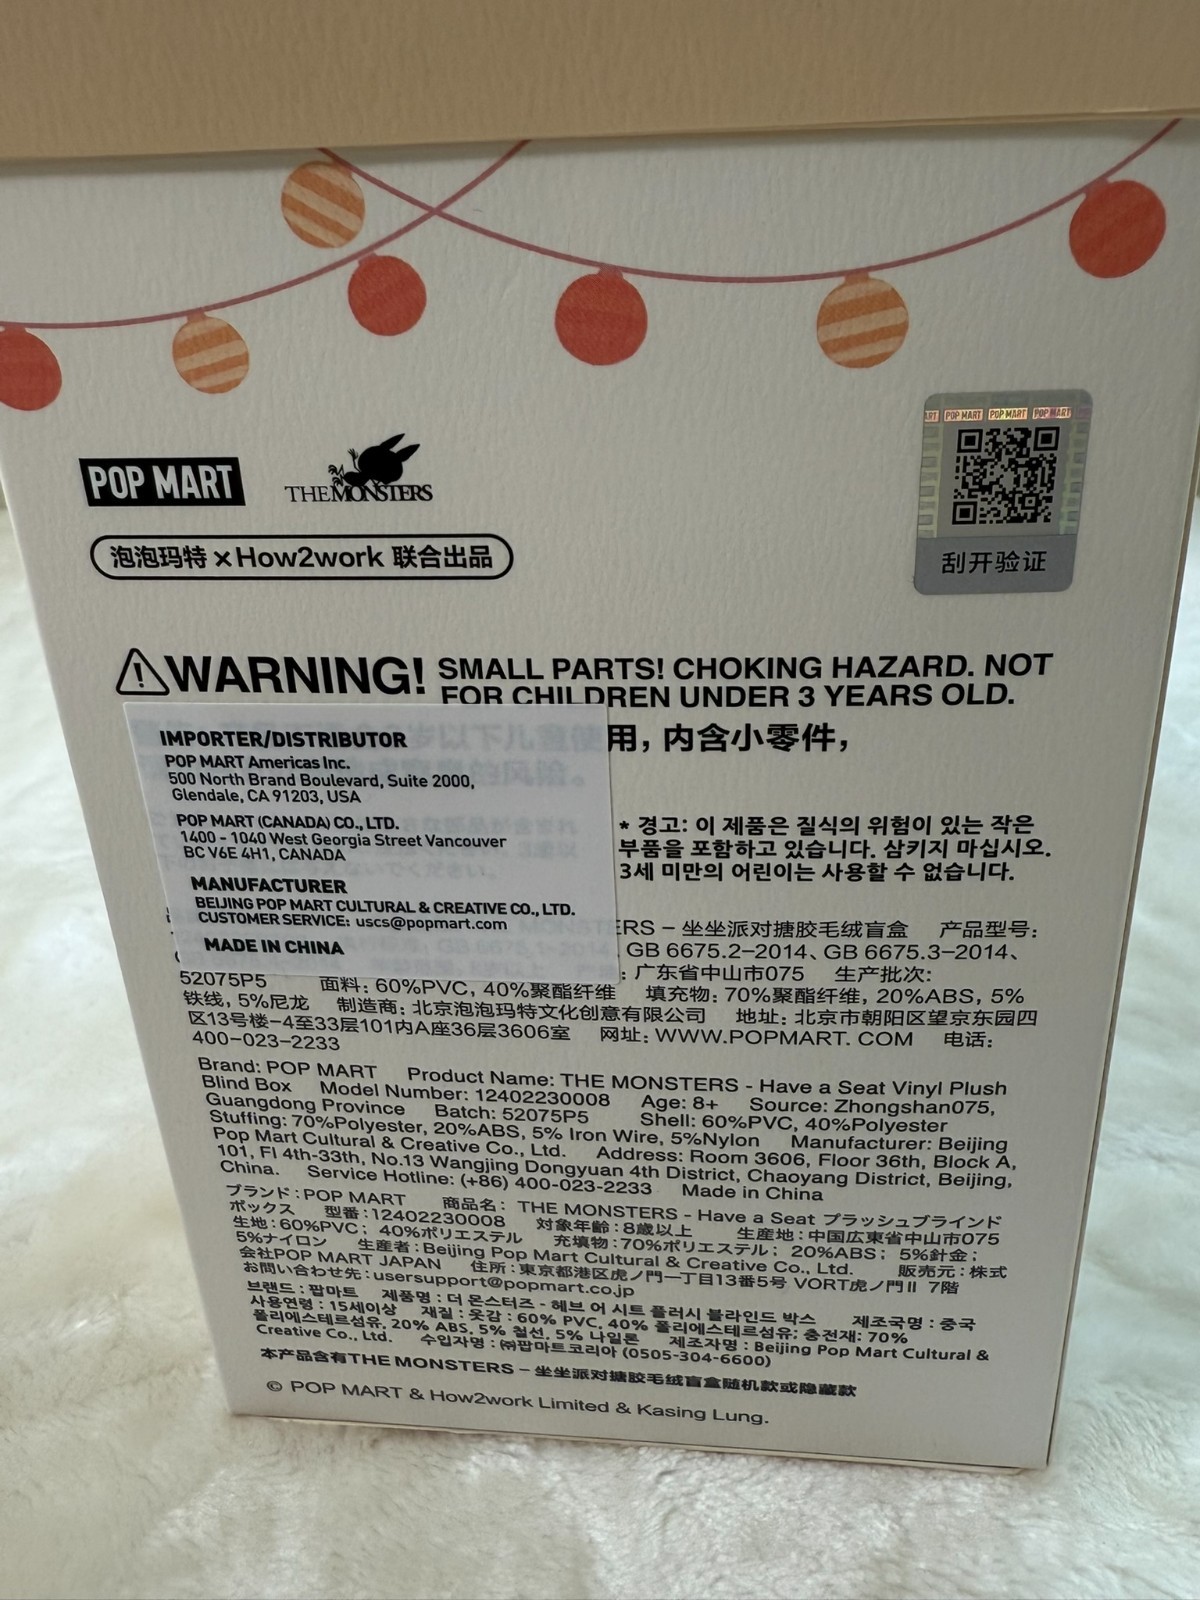 POP MART
THE MONSTERS
泡泡玛特 × How2work 联合出品
POP MART POP MART POP MART
刮开验证
WARNING! SMALL PARTS! CHOKING HAZARD. NOT
FOR CHILDREN UNDER 3 YEARS OLD.
用，内含小零件，
IMPORTER/DISTRIBUTOR
POP MART Americas Inc.
500 North Brand Boulevard, Suite 2000,
Glendale, CA 91203, USA
POP MART (CANADA) CO., LTD.
1400 - 1040 West Georgia Street Vancouver
BC V6E 4H1, CANADA
MANUFACTURER
BEIJING POP MART CULTURAL & CREATIVE CO., LTD.
CUSTOMER SERVICE: uscs@popmart.com
MADE IN CHINA
* 경고: 이 제품은 질식의 위험이 있는 작은
부품을 포함하고 있습니다. 삼키지 마십시오.
3세 미만의 어린이는 사용할 수 없습니다.
ERS – 坐坐派对搪胶毛绒盲盒 产品型号:
GB 6675.2–2014、GB 6675.3–2014、
: 广东省中山市075 生产批次:
52075P5 面料: 60%PVC, 40%聚酯纤维 填充物: 70%聚酯纤维, 20%ABS, 5%
铁线, 5%尼龙 制造商: 北京泡泡玛特文化创意有限公司 地址: 北京市朝阳区望京东园四
区13号楼–4至33层101内A座36层3606室 网址: WWW.POPMART. COM 电话:
400–023–2233
Brand: POP MART Product Name: THE MONSTERS - Have a Seat Vinyl Plush
Blind Box Model Number: 12402230008 Age: 8+ Source: Zhongshan075,
Guangdong Province Batch: 52075P5 Shell: 60%PVC, 40%Polyester
Stuffing: 70%Polyester, 20%ABS, 5% Iron Wire, 5%Nylon Manufacturer: Beijing
Pop Mart Cultural & Creative Co., Ltd. Address: Room 3606, Floor 36th, Block A,
101, Fl 4th-33th, No.13 Wangjing Dongyuan 4th District, Chaoyang District, Beijing,
China. Service Hotline: (+86) 400-023-2233 Made in China
ブランド：POP MART 商品名： THE MONSTERS - Have a Seat プラッシュブラインド
ボックス 型番：12402230008 対象年齢：8歳以上 生産地：中国広東省中山市075
生地：60%PVC； 40%ポリエステル 充填物：70%ポリエステル； 20%ABS； 5%針金；
5%ナイロン 生産者：Beijing Pop Mart Cultural & Creative Co., Ltd. 販売元：株式
会社POP MART JAPAN 住所：東京都港区虎ノ門一丁目13番5号 VORT虎ノ門II 7階
お問い合わせ先：usersupport@popmart.co.jp
브랜드 : 팝마트 제품명 : 더 몬스터즈 - 헤브 어 시트 플러시 블라인드 박스 제조국명 : 중국
사용연령 : 15세이상 재질 : 옷감 : 60% PVC, 40% 폴리에스테르섬유; 충전재: 70%
폴리에스테르섬유, 20% ABS, 5% 철선, 5% 나일론 제조자명 : Beijing Pop Mart Cultural &
Creative Co., Ltd. 수입자명 : ㈜팝마트코리아 (0505-304-6600)
本产品含有THE MONSTERS – 坐坐派对搪胶毛绒盲盒随机款或隐藏款
© POP MART & How2work Limited & Kasing Lung.